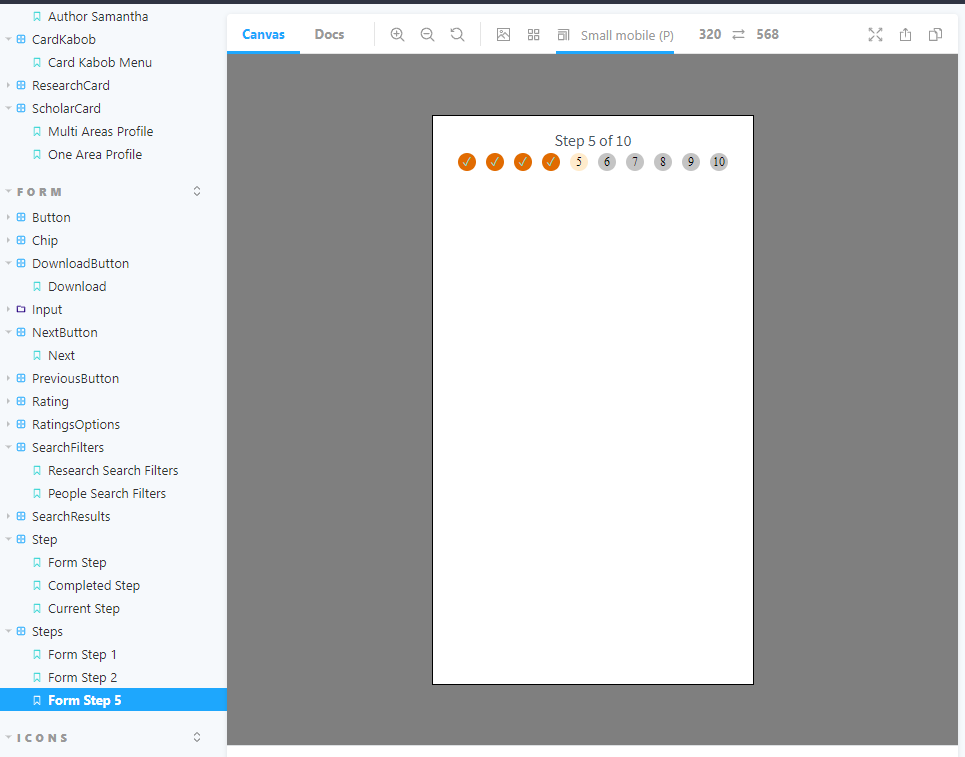 Author Samantha
CardKabob
Card Kabob Menu
ResearchCard
ScholarCard
Multi Areas Profile
One Area Profile
FORM
Button
Chip
DownloadButton
Download
Input
NextButton
Next
PreviousButton
Rating
RatingsOptions
SearchFilters
Research Search Filters
People Search Filters
SearchResults
Step
Form Step
Completed Step
Current Step
Steps
Form Step 1
Form Step 2
Form Step 5
ICONS
Canvas Docs Small mobile (P) 320 568
Step 5 of 10
5 6 7 8 9 10